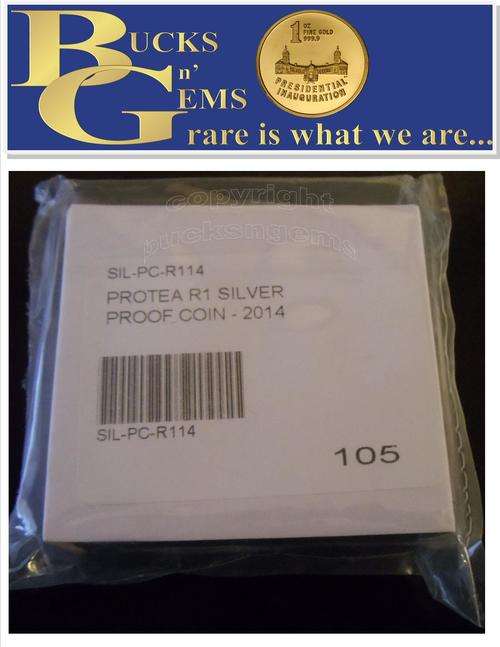 BUCKS
n'
GEMS
rare is what we are...
1 OZ
FINE GOLD
999.9
PRESIDENTIAL
INAUGURATION
copyright
bucksngems
SIL-PC-R114
PROTEA R1 SILVER
PROOF COIN - 2014
SIL-PC-R114
105